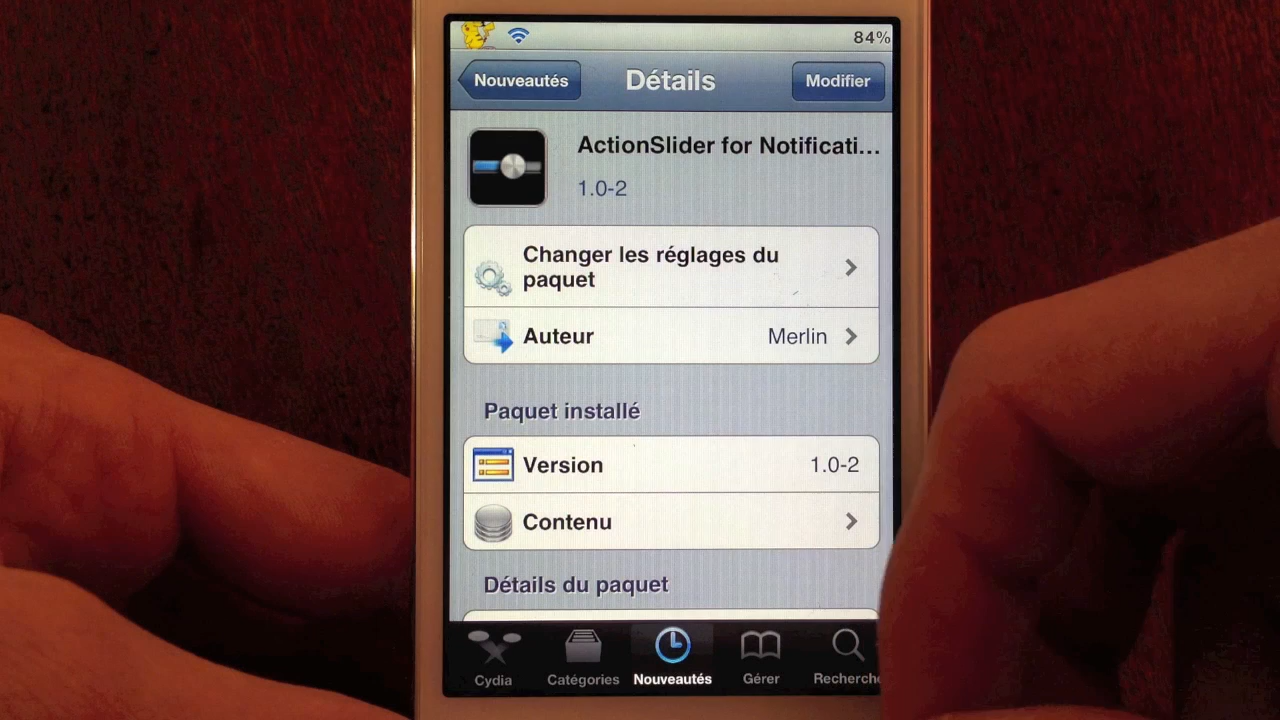 84%
Nouveautés
Détails
Modifier
ActionSlider for Notificati...
1.0-2
Changer les réglages du
paquet
Auteur
Merlin
Paquet installé
Version
1.0-2
Contenu
Détails du paquet
Cydia
Catégories
Nouveautés
Gérer
Recherche